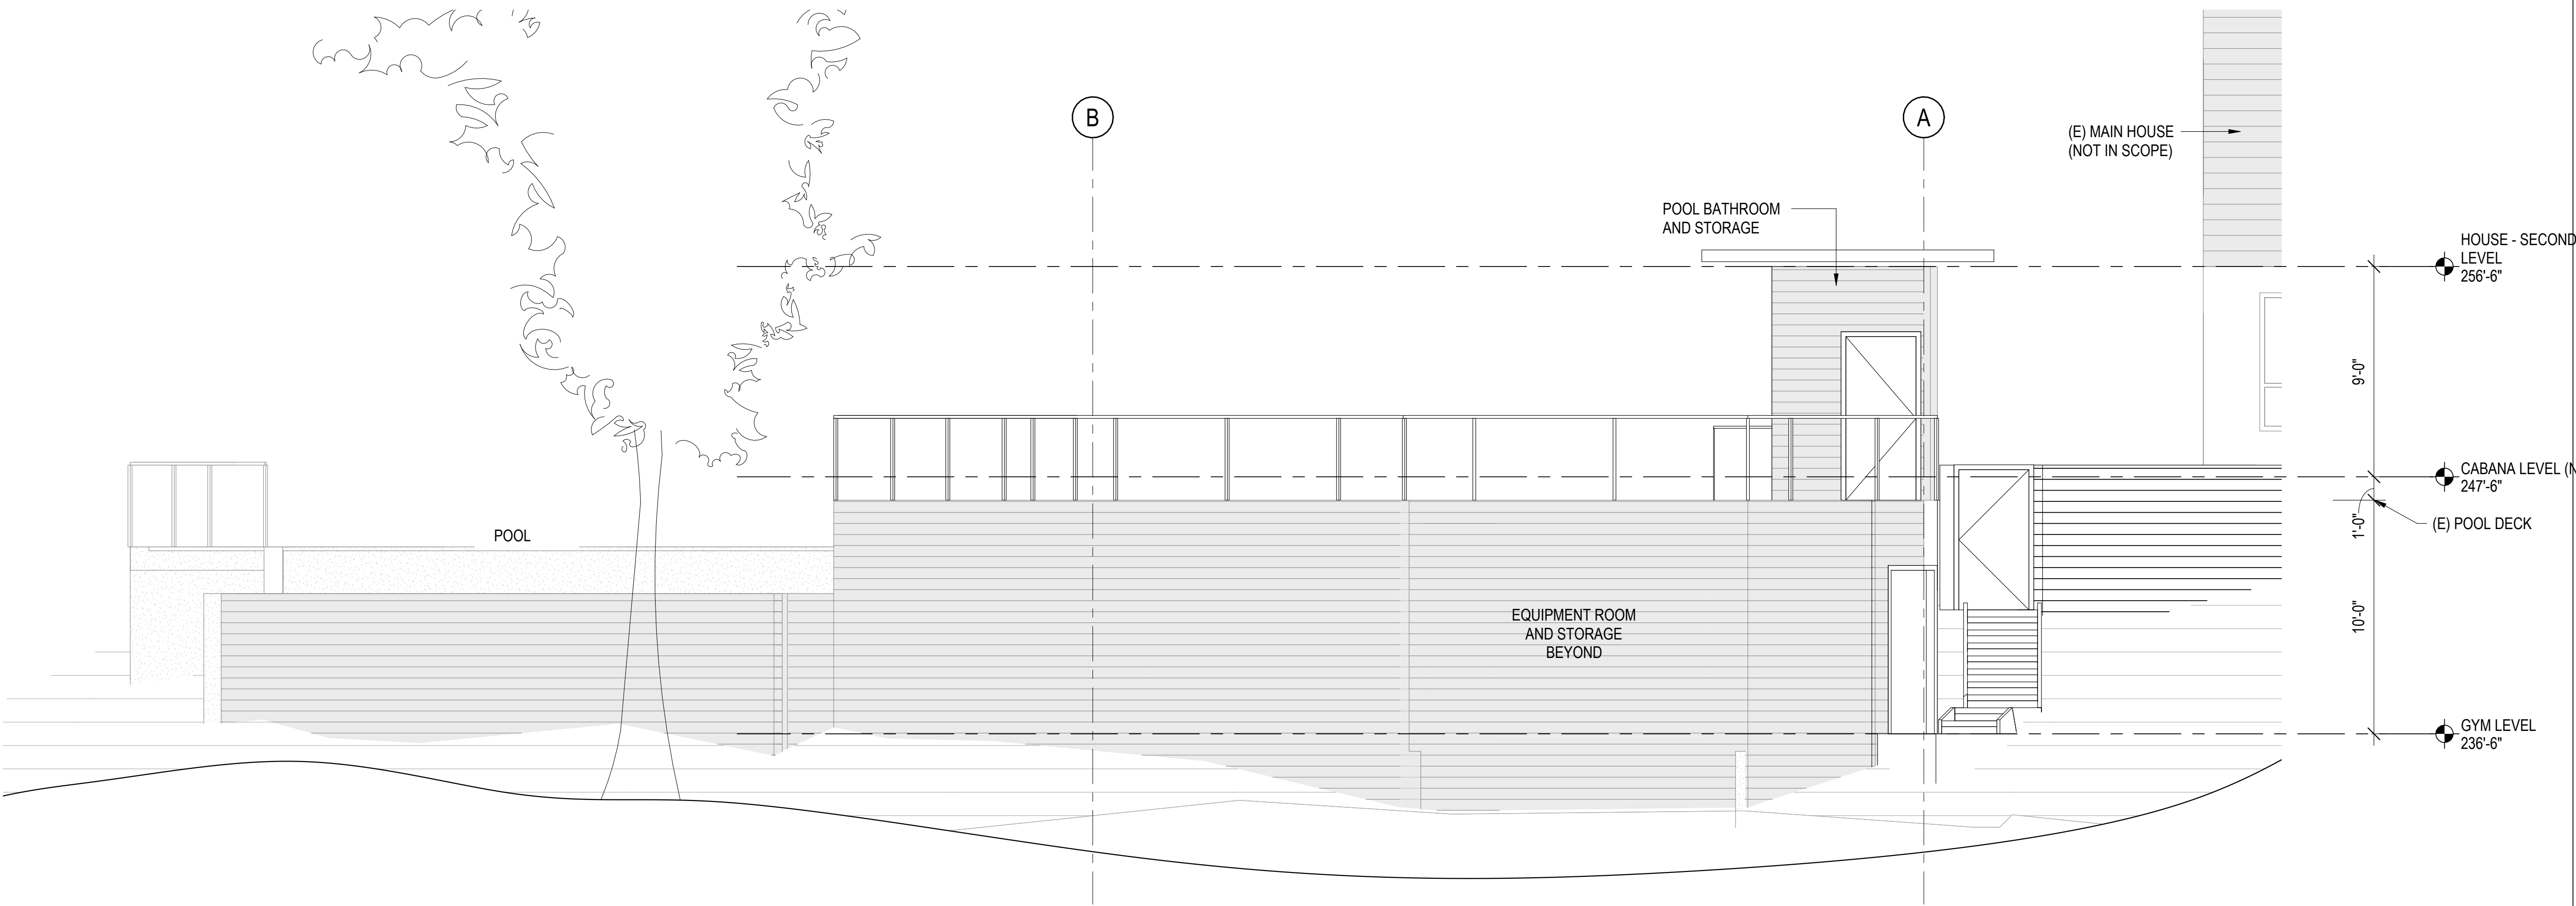 B
A
(E) MAIN HOUSE
(NOT IN SCOPE)
POOL BATHROOM
AND STORAGE
HOUSE - SECOND
LEVEL
256'-6"
9'-0"
CABANA LEVEL (N
247'-6"
1'-0"
(E) POOL DECK
POOL
EQUIPMENT ROOM
AND STORAGE
BEYOND
10'-0"
GYM LEVEL
236'-6"